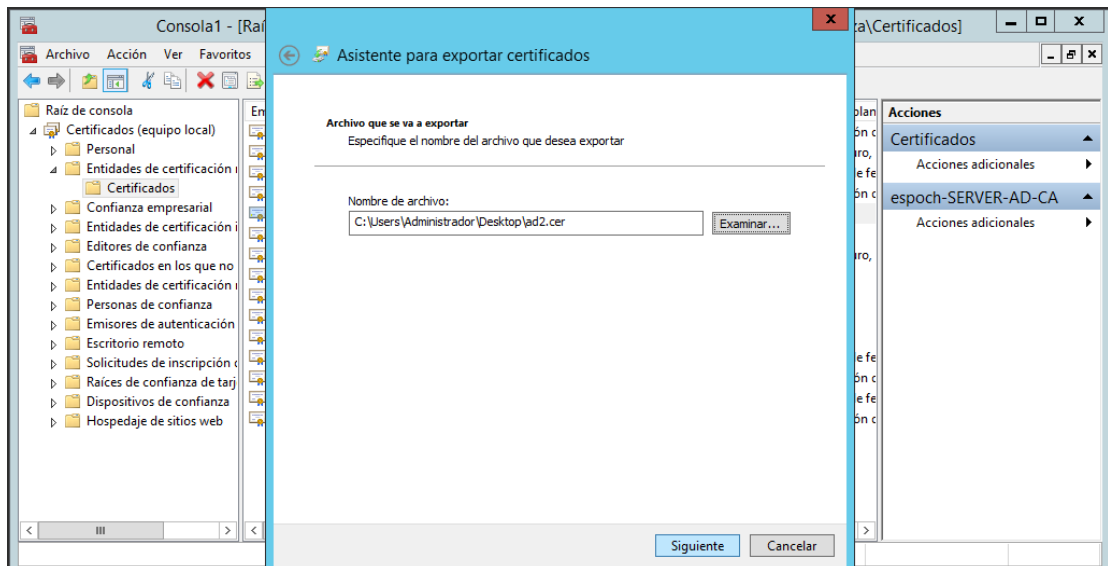 Consola1 - [Raí
za\Certificados]
Archivo Acción Ver Favoritos
Raíz de consola
Certificados (equipo local)
Personal
Entidades de certificación
Certificados
Confianza empresarial
Entidades de certificación i
Editores de confianza
Certificados en los que no
Entidades de certificación
Personas de confianza
Emisores de autenticación
Escritorio remoto
Solicitudes de inscripción
Raíces de confianza de tarj
Dispositivos de confianza
Hospedaje de sitios web
Asistente para exportar certificados
Archivo que se va a exportar
Especifique el nombre del archivo que desea exportar
Nombre de archivo:
C:\Users\Administrador\Desktop\ad2.cer
Examinar...
Siguiente Cancelar
Acciones
Certificados
Acciones adicionales
espoch-SERVER-AD-CA
Acciones adicionales